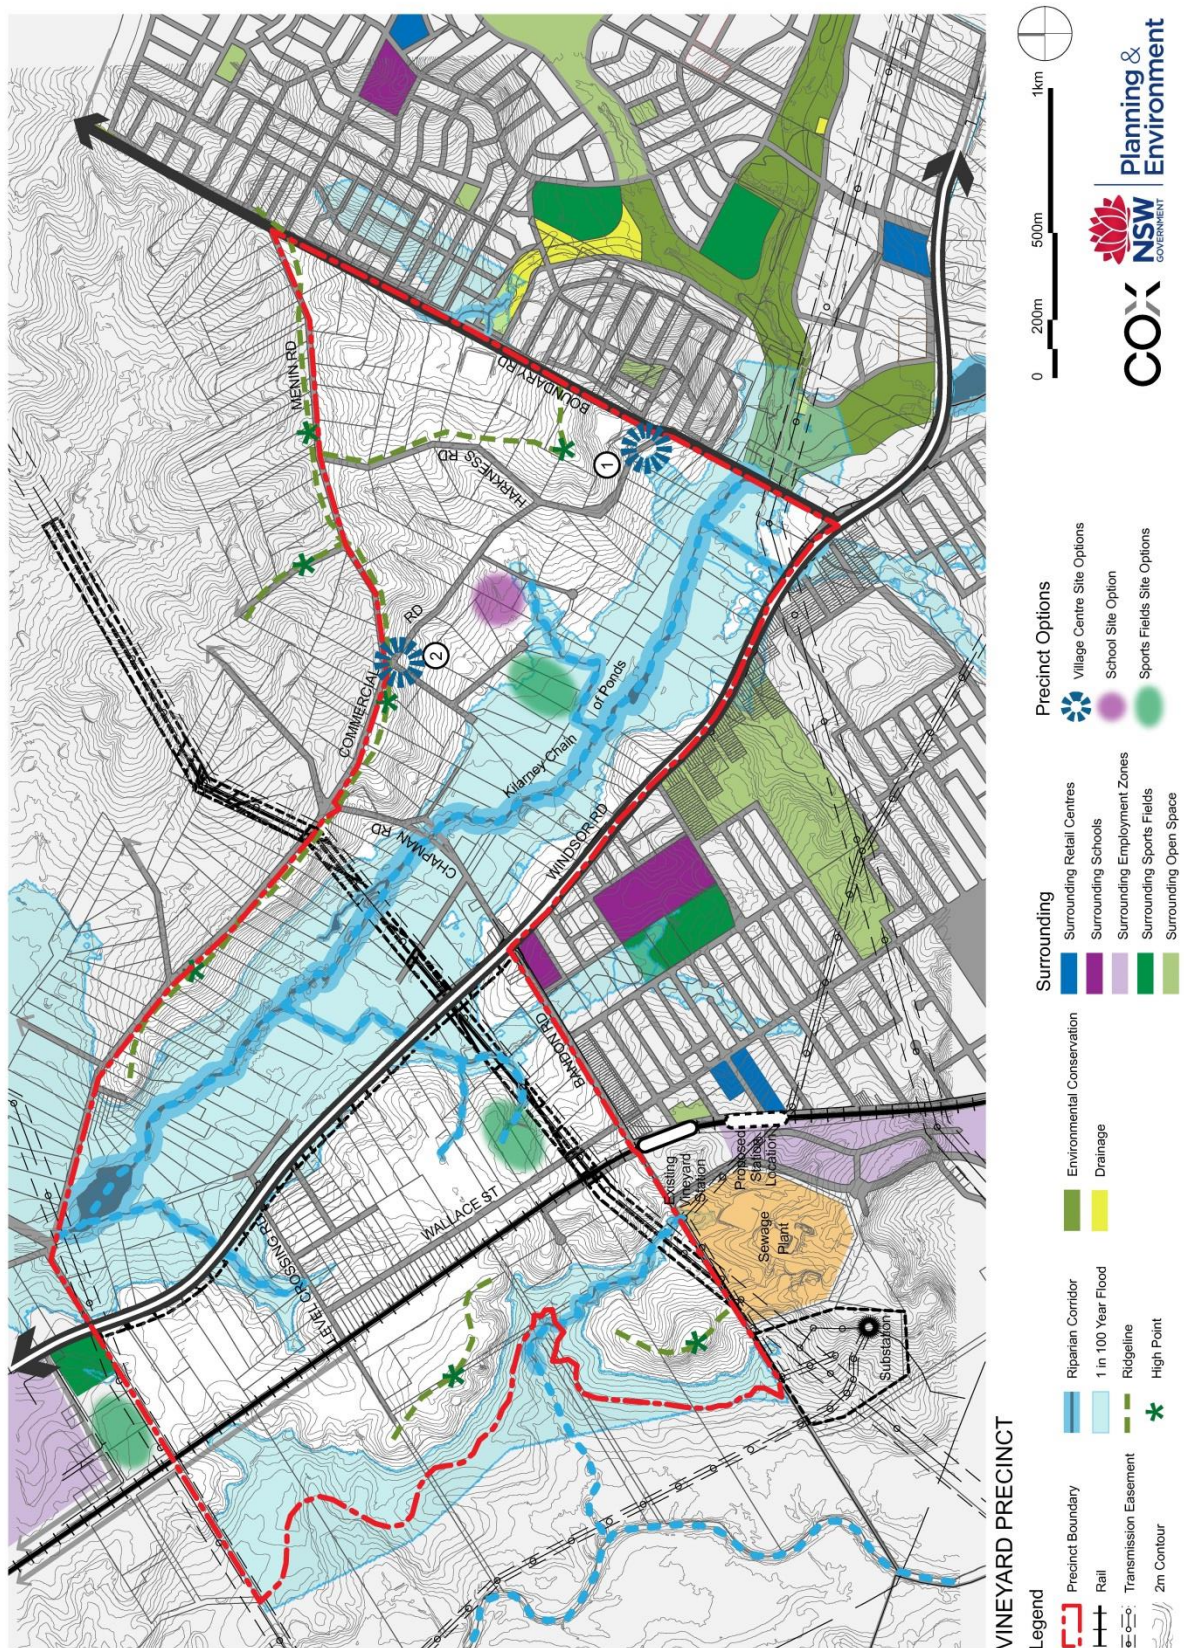 MENIN RD
BOUNDARY RD
HARKNESS RD
1
COMMERCIAL
RD
2
Kilarney Chain
of Ponds
CHAPMAN RD
WINDSOR RD
BANDON RD
LEVEL CROSSING RD
WALLACE ST
Existing
Vineyard
Station
Proposed
Station
Location
Sewage
Plant
Substation
VINEYARD PRECINCT
Legend
Precinct Boundary
Rail
Transmission Easement
2m Contour
Riparian Corridor
1 in 100 Year Flood
Ridgeline
High Point
Environmental Conservation
Drainage
Surrounding
Surrounding Retail Centres
Surrounding Schools
Surrounding Employment Zones
Surrounding Sports Fields
Surrounding Open Space
Precinct Options
Village Centre Site Options
School Site Option
Sports Fields Site Options
0 200m 500m 1km
COX
NSW
GOVERNMENT
Planning &
Environment